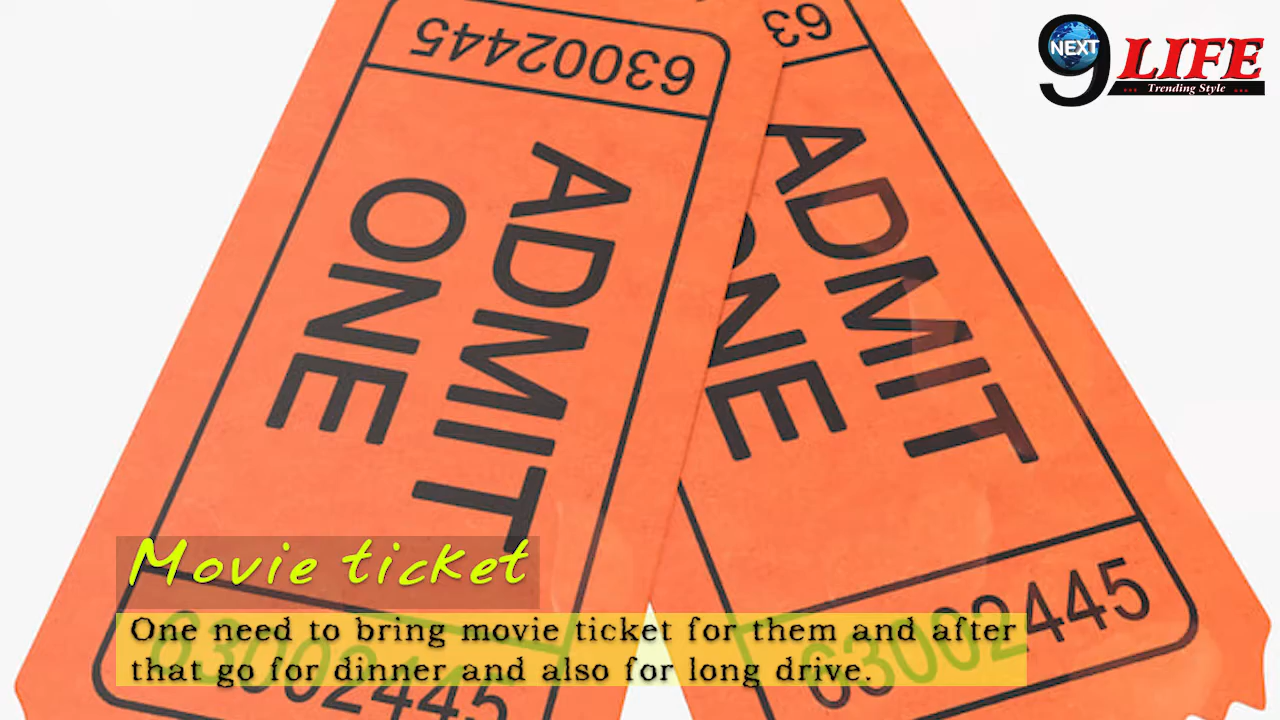 63002445
63
NEXT
9 LIFE
... Trending Style ...
ADMIT
ONE
ADMIT
ONE
63002445
Movie ticket
One need to bring movie ticket for them and after
that go for dinner and also for long drive.
63002445